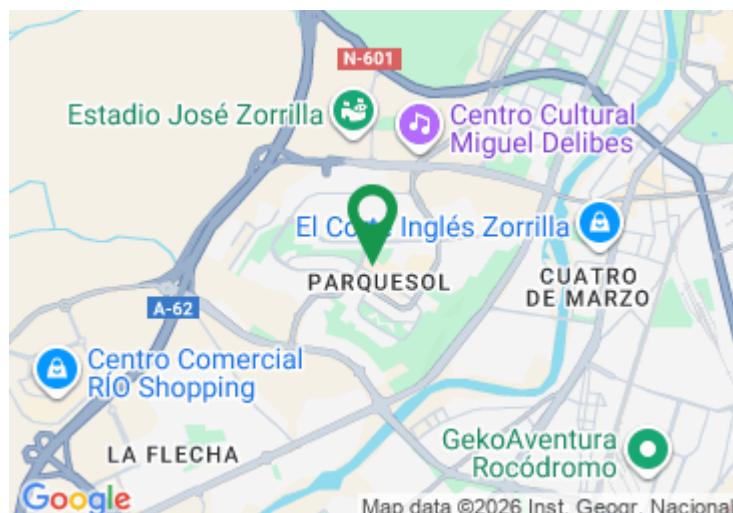 N-601
Estadio José Zorrilla
Centro Cultural
Miguel Delibes
El Corte Inglés Zorrilla
PARQUESOL
CUATRO
DE MARZO
A-62
Centro Comercial
RÍO Shopping
LA FLECHA
GekoAventura
Rocódromo
Google
Map data ©2026 Inst. Geogr. Nacional